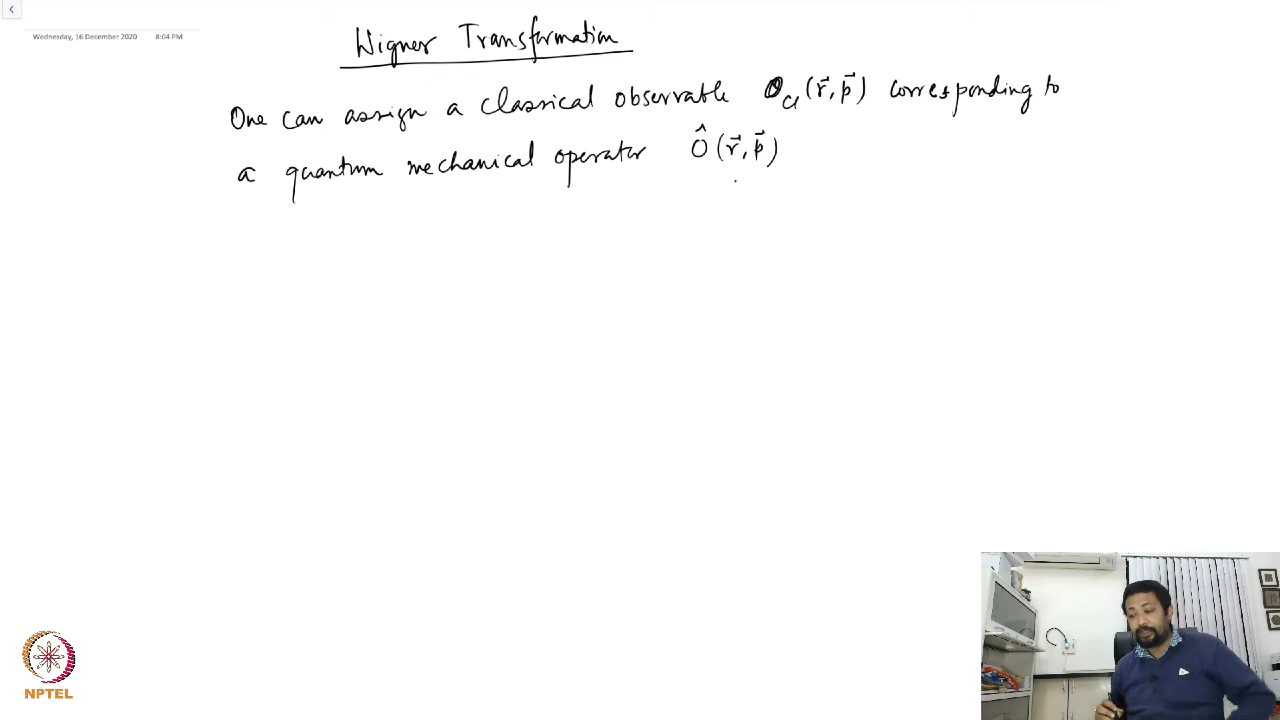 Wednesday, 16 December 2020 8:04 PM
Wigner Transformation
One can assign a classical observable O_cl (r⃗, p⃗) corresponding to
a quantum mechanical operator Ô (r⃗, p⃗)
NPTEL